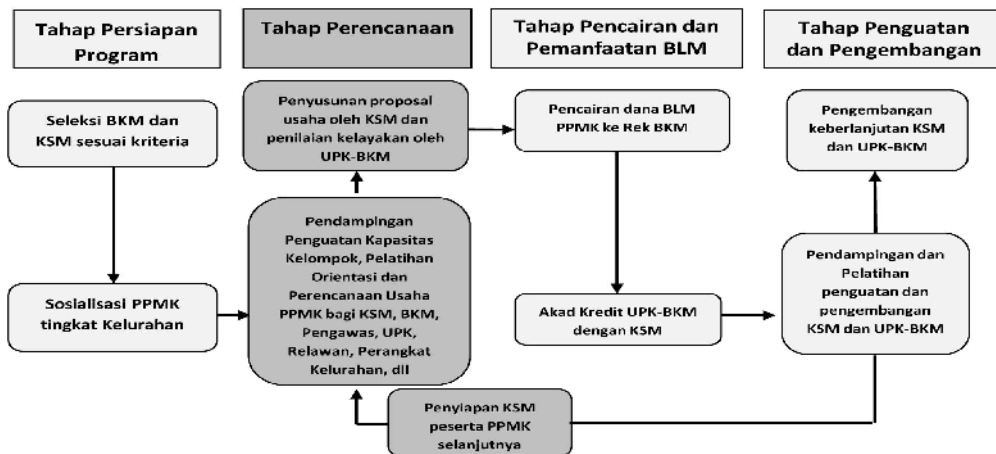 Tahap Persiapan
Program
Tahap Perencanaan
Tahap Pencairan dan
Pemanfaatan BLM
Tahap Penguatan
dan Pengembangan
Seleksi BKM dan
KSM sesuai kriteria
Sosialisasi PPMK
tingkat Kelurahan
Penyusunan proposal
usaha oleh KSM dan
penilaian kelayakan oleh
UPK-BKM
Pendampingan
Penguatan Kapasitas
Kelompok, Pelatihan
Orientasi dan
Perencanaan Usaha
PPMK bagi KSM, BKM,
Pengawas, UPK,
Relawan, Perangkat
Kelurahan, dll
Pencairan dana BLM
PPMK ke Rek BKM
Akad Kredit UPK-BKM
dengan KSM
Pengembangan
keberlanjutan KSM
dan UPK-BKM
Pendampingan dan
Pelatihan
penguatan dan
pengembangan
KSM dan UPK-BKM
Penyiapan KSM
peserta PPMK
selanjutnya